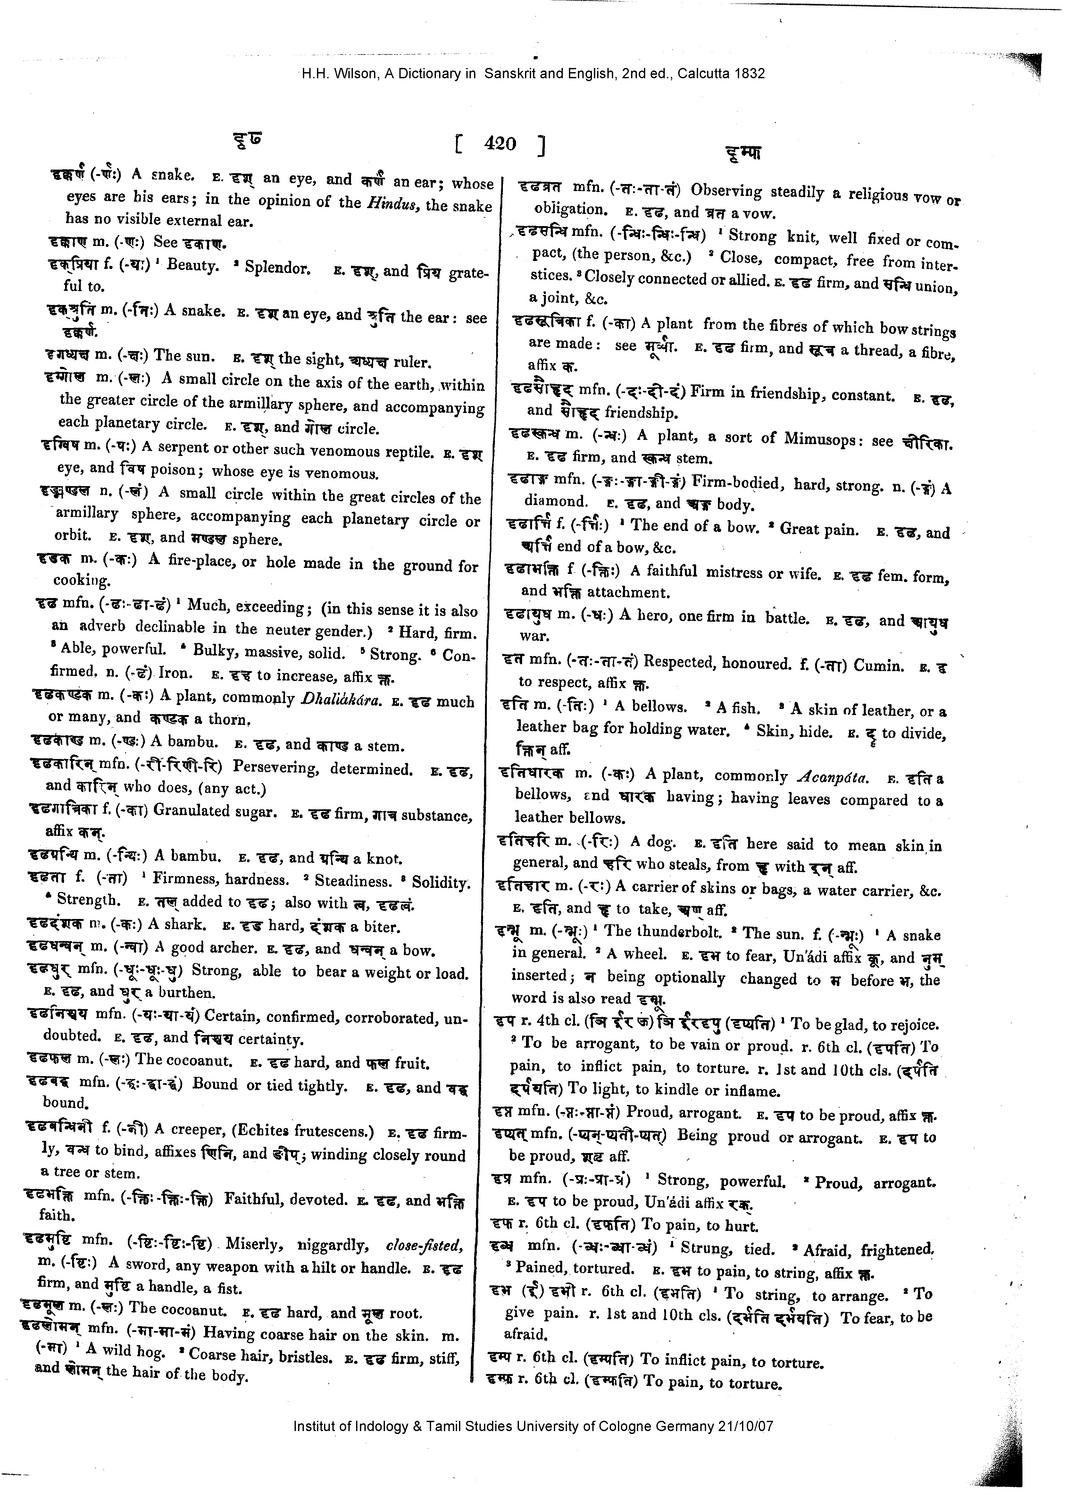 H.H. Wilson, A Dictionary in Sanskrit and English, 2nd ed., Calcutta 1832
दृढ
[ 420 ]
दृम्फ
दृक्कर्ण (-र्णः) A snake. E. दृश् an eye, and कर्ण an ear; whose
eyes are his ears; in the opinion of the Hindus, the snake
has no visible external ear.
दृक्काण m. (-णः) See दृकाण.
दृक्प्रिया f. (-यः) ¹ Beauty. ² Splendor. E. दृश्, and प्रिय grate-
ful to.
दृक्श्रुति m. (-तिः) A snake. E. दृश् an eye, and श्रुति the ear: see
दृक्कर्ण.
दृगध्यक्ष m. (-क्षः) The sun. E. दृश् the sight, अध्यक्ष ruler.
दृग्गोल m. (-लः) A small circle on the axis of the earth, within
the greater circle of the armillary sphere, and accompanying
each planetary circle. E. दृश्, and गोल circle.
दृग्विष m. (-षः) A serpent or other such venomous reptile. E. दृश्
eye, and विष poison; whose eye is venomous.
दृङ्मण्डल n. (-लं) A small circle within the great circles of the
armillary sphere, accompanying each planetary circle or
orbit. E. दृश्, and मण्डल sphere.
दृडक m. (-कः) A fire-place, or hole made in the ground for
cooking.
दृढ mfn. (-ढः-ढा-ढं) ¹ Much, exceeding; (in this sense it is also
an adverb declinable in the neuter gender.) ² Hard, firm.
³ Able, powerful. ⁴ Bulky, massive, solid. ⁵ Strong. ⁶ Con-
firmed. n. (-ढं) Iron. E. दृह to increase, affix क्त.
दृढकण्टक m. (-कः) A plant, commonly Dhaliákára. E. दृढ much
or many, and कण्टक a thorn.
दृढकाण्ड m. (-ण्डः) A bambu. E. दृढ, and काण्ड a stem.
दृढकारिन् mfn. (-री-रिणी-रि) Persevering, determined. E. दृढ,
and कारिन् who does, (any act.)
दृढगात्रिका f. (-का) Granulated sugar. E. दृढ firm, गात्र substance,
affix कन्.
दृढग्रन्थि m. (-न्थिः) A bambu. E. दृढ, and ग्रन्थि a knot.
दृढता f. (-ता) ¹ Firmness, hardness. ² Steadiness. ³ Solidity.
⁴ Strength. E. तल् added to दृढ; also with त्व, दृढत्वं.
दृढदंशक m. (-कः) A shark. E. दृढ hard, दंशक a biter.
दृढधन्वन् m. (-न्वा) A good archer. E. दृढ, and धन्वन् a bow.
दृढधुर् mfn. (-धूः-धूः-धु) Strong, able to bear a weight or load.
E. दृढ, and धुर् a burthen.
दृढनिश्चय mfn. (-यः-या-यं) Certain, confirmed, corroborated, un-
doubted. E. दृढ, and निश्चय certainty.
दृढफल m. (-लः) The cocoanut. E. दृढ hard, and फल fruit.
दृढबद्ध mfn. (-द्धः-द्धा-द्धं) Bound or tied tightly. E. दृढ, and बद्ध
bound.
दृढबन्धिनी f. (-नी) A creeper, (Echites frutescens.) E. दृढ firm-
ly, बन्ध to bind, affixes णिनि, and ङीप्; winding closely round
a tree or stem.
दृढभक्ति mfn. (-क्तिः-क्तिः-क्ति) Faithful, devoted. E. दृढ, and भक्ति
faith.
दृढमुष्टि mfn. (-ष्टिः-ष्टिः-ष्टि) Miserly, niggardly, close-fisted,
m. (-ष्टिः) A sword, any weapon with a hilt or handle. E. दृढ
firm, and मुष्टि a handle, a fist.
दृढमूल m. (-लः) The cocoanut. E. दृढ hard, and मूल root.
दृढलोमन् mfn. (-मा-मा-मं) Having coarse hair on the skin. m.
(-मा) ¹ A wild hog. ² Coarse hair, bristles. E. दृढ firm, stiff,
and लोमन् the hair of the body.
दृढव्रत mfn. (-तः-ता-तं) Observing steadily a religious vow or
obligation. E. दृढ, and व्रत a vow.
दृढसन्धि mfn. (-न्धिः-न्धिः-न्धि) ¹ Strong knit, well fixed or com-
pact, (the person, &c.) ² Close, compact, free from inter-
stices. ³ Closely connected or allied. E. दृढ firm, and सन्धि union,
a joint, &c.
दृढसूत्रिका f. (-का) A plant from the fibres of which bow strings
are made: see मूर्व्वा. E. दृढ firm, and सूत्र a thread, a fibre,
affix क.
दृढसौहृद् mfn. (-दः-दी-दं) Firm in friendship, constant. E. दृढ,
and सौहृद friendship.
दृढस्कन्ध m. (-न्धः) A plant, a sort of Mimusops: see क्षीरिका.
E. दृढ firm, and स्कन्ध stem.
दृढाङ्ग mfn. (-ङ्गः-ङ्गा-ङ्गी-ङ्गं) Firm-bodied, hard, strong. n. (-ङ्गं) A
diamond. E. दृढ, and अङ्ग body.
दृढार्त्ति f. (-र्त्तिः) ¹ The end of a bow. ² Great pain. E. दृढ, and
अर्त्ति end of a bow, &c.
दृढाभक्ति f (-क्तिः) A faithful mistress or wife. E. दृढ fem. form,
and भक्ति attachment.
दृढायुध m. (-धः) A hero, one firm in battle. E. दृढ, and आयुध
war.
दृत mfn. (-तः-ता-तं) Respected, honoured. f. (-ता) Cumin. E. दृ
to respect, affix क्त.
दृति m. (-तिः) ¹ A bellows. ² A fish. ³ A skin of leather, or a
leather bag for holding water. ⁴ Skin, hide. E. दॄ to divide,
क्तिन् aff.
दृतिधारक m. (-कः) A plant, commonly Acanpáta. E. दृति a
bellows, and धारक having; having leaves compared to a
leather bellows.
दृतिहरि m. (-रिः) A dog. E. दृति here said to mean skin in
general, and हरि who steals, from हृ with इन् aff.
दृतिहार m. (-रः) A carrier of skins or bags, a water carrier, &c.
E, दृति, and हृ to take, अण् aff.
दृन्भू m. (-न्भूः) ¹ The thunderbolt. ² The sun. f. (-न्भूः) ¹ A snake
in general. ² A wheel. E. दृभ to fear, Un'ádi affix कू, and नुम्
inserted; न being optionally changed to म before भ, the
word is also read दृम्भू.
दृप r. 4th cl. (ञि ईर ऊ) ञि ईरदृपु (दृप्यति) ¹ To be glad, to rejoice.
² To be arrogant, to be vain or proud. r. 6th cl. (दृपति) To
pain, to inflict pain, to torture. r. 1st and 10th cls. (दर्पति
दर्पयति) To light, to kindle or inflame.
दृप्त mfn. (-प्तः-प्ता-प्तं) Proud, arrogant. E. दृप to be proud, affix क्त.
दृप्यत् mfn. (-प्यन्-प्यती-प्यत्) Being proud or arrogant. E. दृप to
be proud, शतृ aff.
दृप्र mfn. (-प्रः-प्रा-प्रं) ¹ Strong, powerful. ² Proud, arrogant.
E. दृप to be proud, Un'ádi affix रक्.
दृफ r. 6th cl. (दृफति) To pain, to hurt.
दृब्ध mfn. (-ब्धः-ब्धा-ब्धं) ¹ Strung, tied. ² Afraid, frightened.
³ Pained, tortured. E. दृभ to pain, to string, affix क्त.
दृभ (ई) दृभी r. 6th cl. (दृभति) ¹ To string, to arrange. ² To
give pain. r. 1st and 10th cls. (दर्भति दर्भयति) To fear, to be
afraid.
दृम्प r. 6th cl. (दृम्पति) To inflict pain, to torture.
दृम्फ r. 6th cl. (दृम्फति) To pain, to torture.
Institut of Indology & Tamil Studies University of Cologne Germany 21/10/07